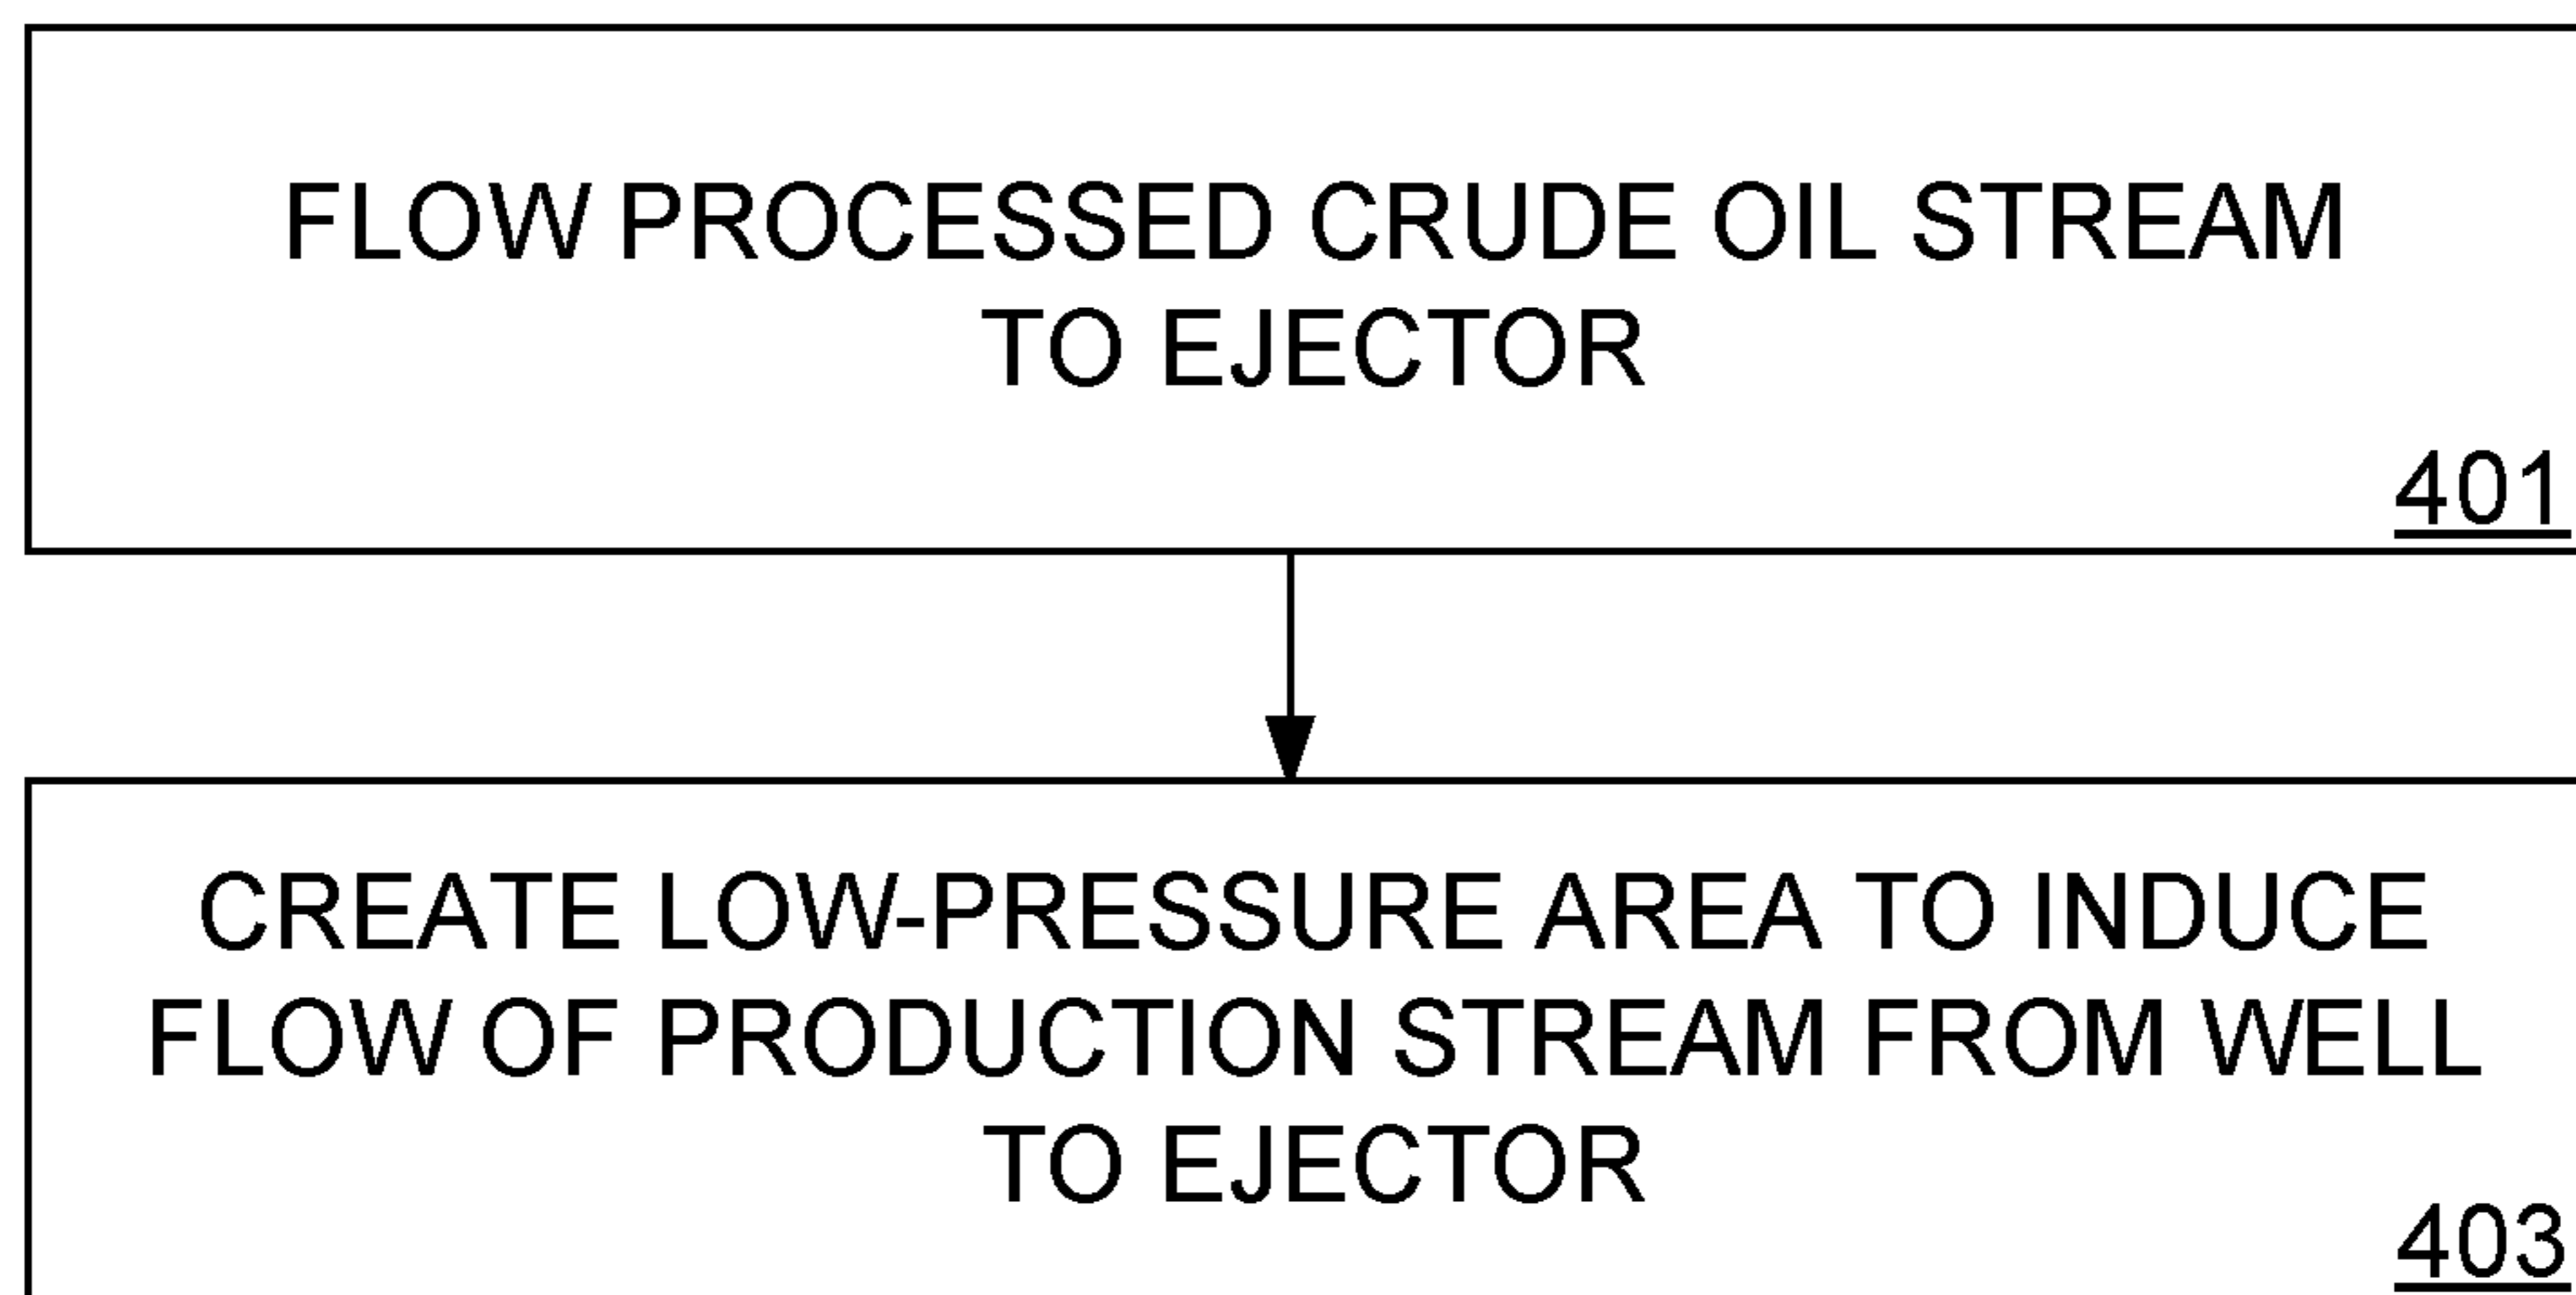 FLOW PROCESSED CRUDE OIL STREAM
TO EJECTOR
401
CREATE LOW-PRESSURE AREA TO INDUCE
FLOW OF PRODUCTION STREAM FROM WELL
TO EJECTOR
403